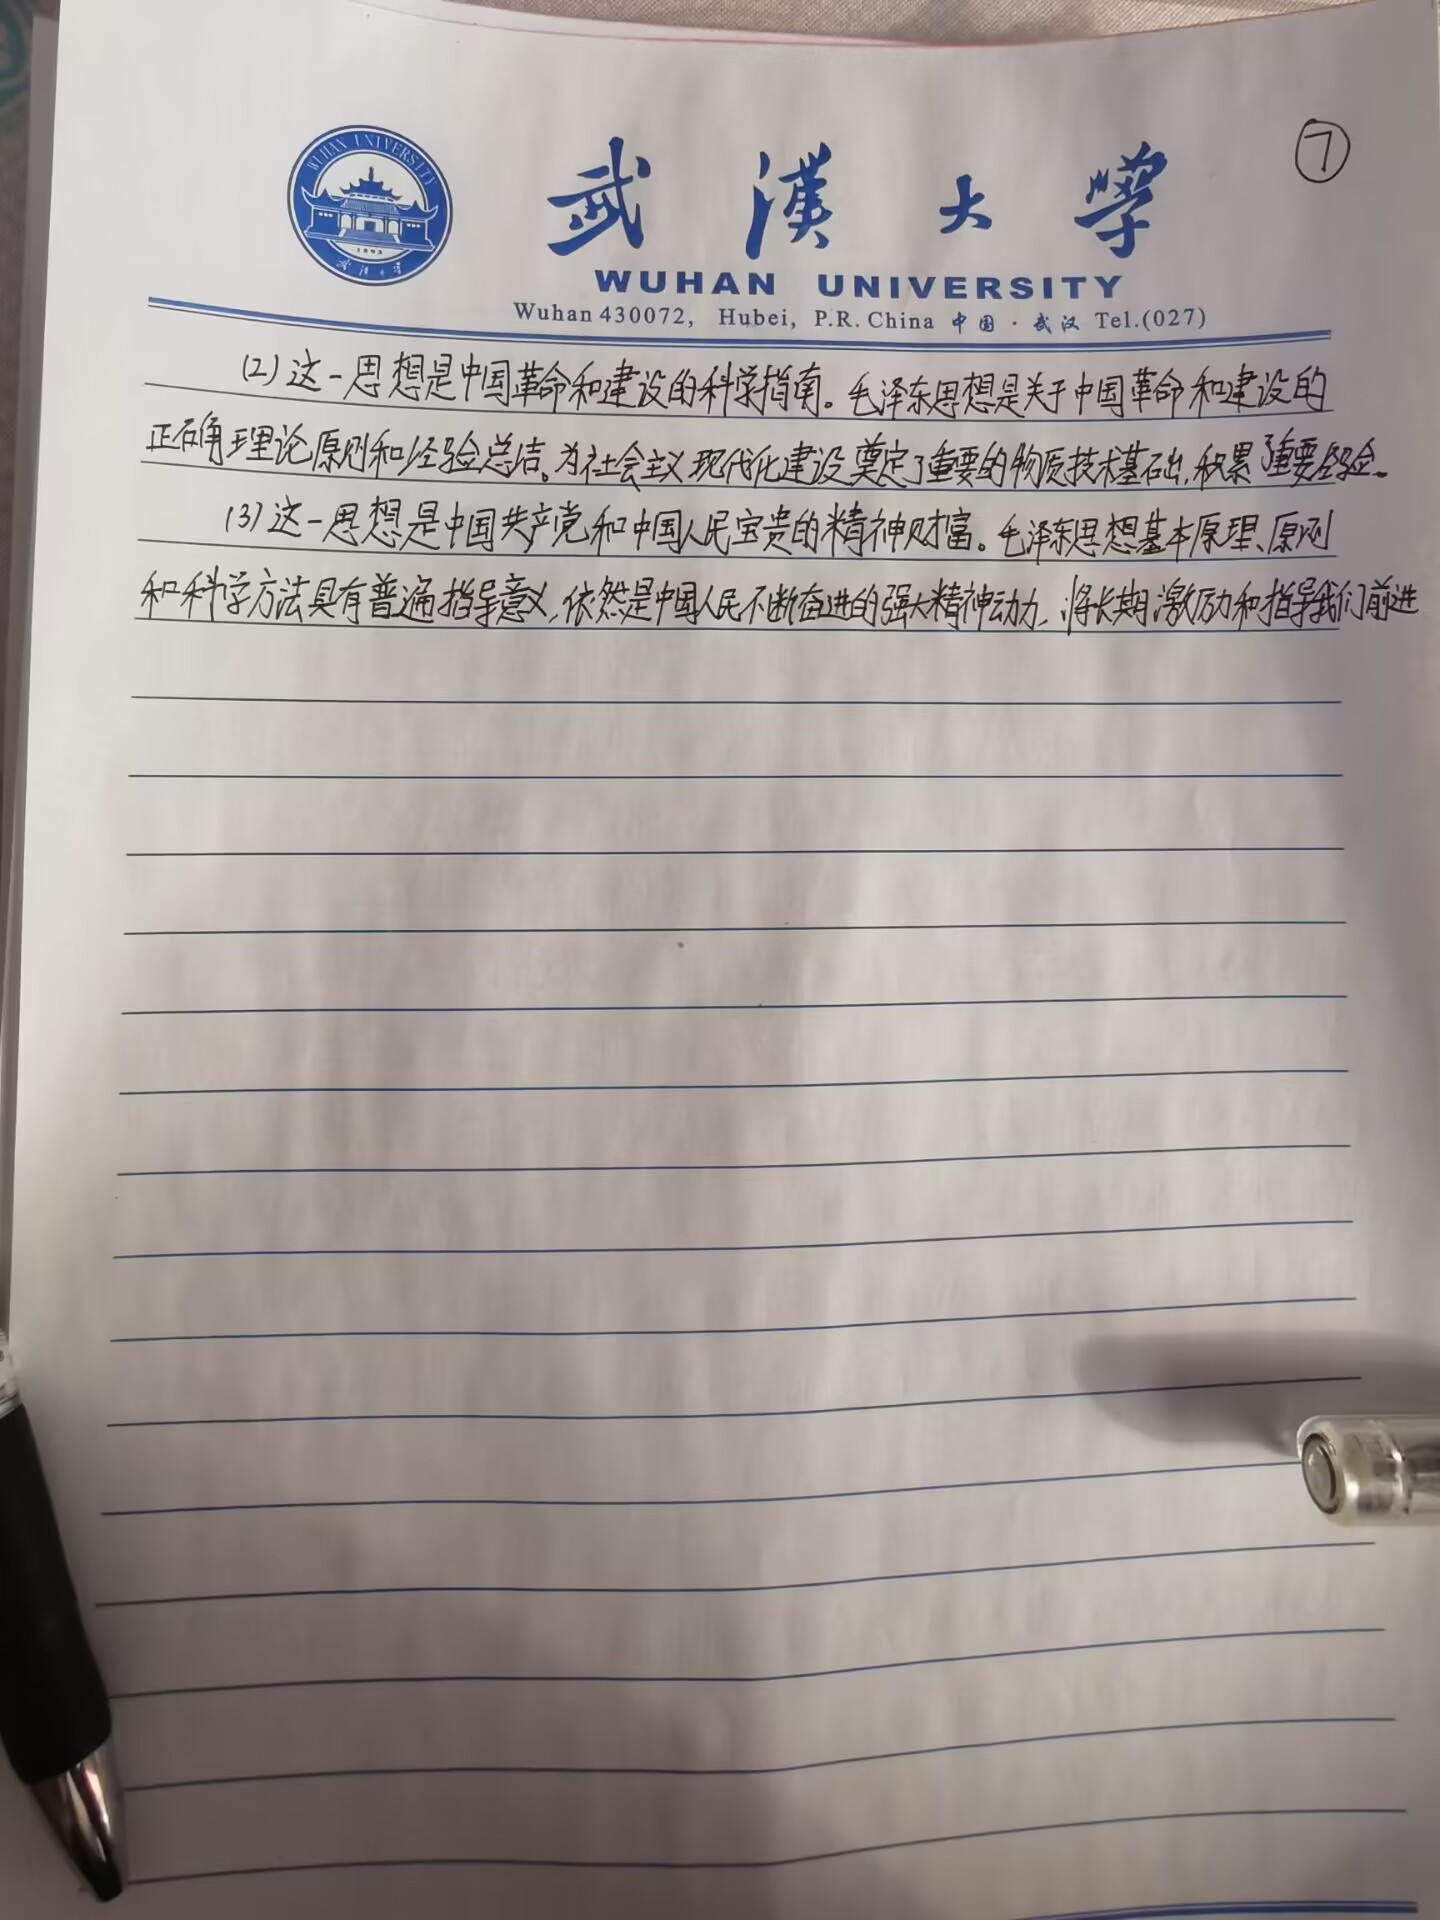 WUHAN UNIVERSITY
1893
武汉大学
武漢大學
⑦
WUHAN UNIVERSITY
Wuhan 430072, Hubei, P.R. China 中国·武汉 Tel.(027)
(2)这一思想是中国革命和建设的科学指南。毛泽东思想是关于中国革命和建设的
正确理论原则和经验总结。为社会主义现代化建设奠定了重要的物质技术基础,积累了重要经验。
(3)这一思想是中国共产党和中国人民宝贵的精神财富。毛泽东思想基本原理、原则
和科学方法具有普遍指导意义,依然是中国人民不断奋进的强大精神动力,将长期激励和指导我们前进